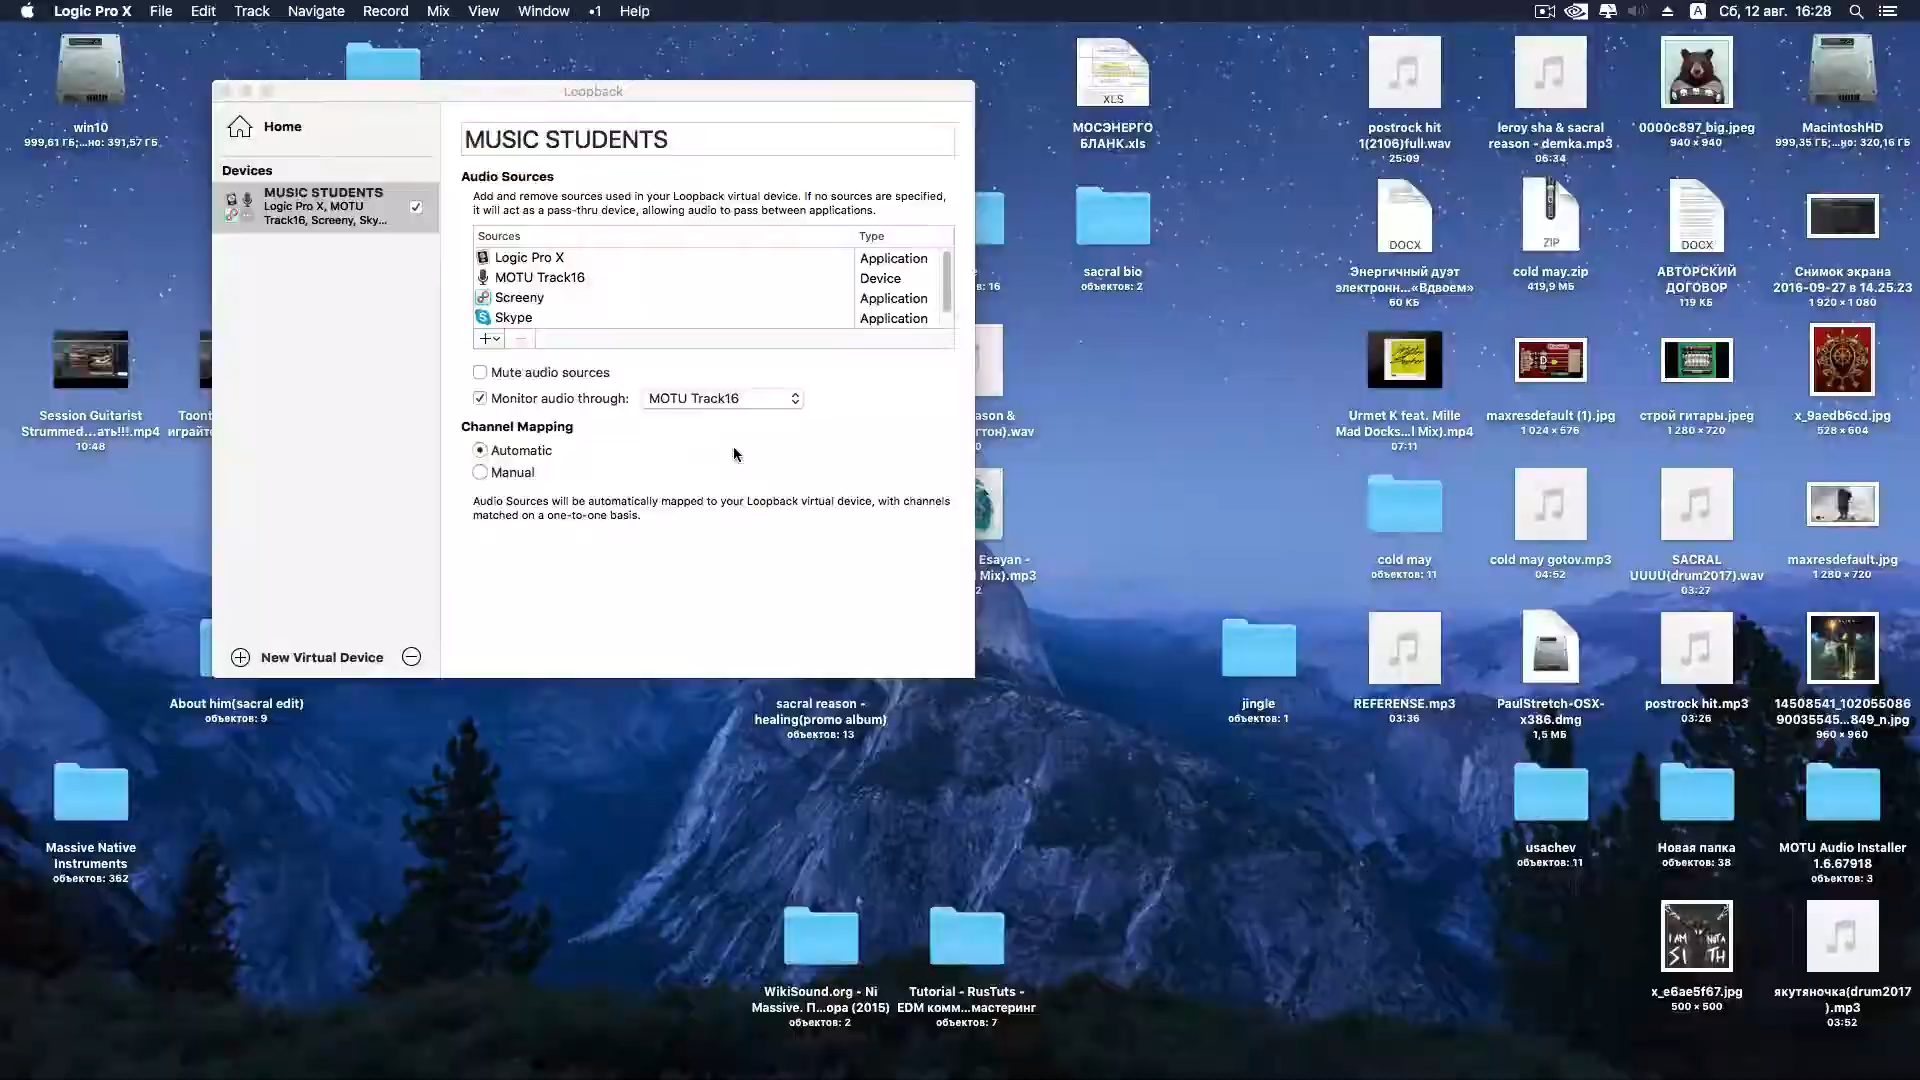 Logic Pro X File Edit Track Navigate Record Mix View Window •1 Help
A Сб, 12 авг. 16:28
Loopback
Home
Devices
MUSIC STUDENTS
Logic Pro X, MOTU
Track16, Screeny, Sky...
New Virtual Device
MUSIC STUDENTS
Audio Sources
Add and remove sources used in your Loopback virtual device. If no sources are specified,
it will act as a pass-thru device, allowing audio to pass between applications.
Sources Type
Logic Pro X Application
MOTU Track16 Device
Screeny Application
Skype Application
Mute audio sources
Monitor audio through: MOTU Track16
Channel Mapping
Automatic
Manual
Audio Sources will be automatically mapped to your Loopback virtual device, with channels
matched on a one-to-one basis.
win10
999,61 ГБ;...но: 391,57 ГБ
XLS
МОСЭНЕРГО
БЛАНК.xls
postrock hit
1(2106)full.wav
25:09
leroy sha & sacral
reason - demka.mp3
06:34
0000c897_big.jpeg
940 × 940
MacintoshHD
999,35 ГБ;...но: 320,16 ГБ
e
: 16
sacral bio
объектов: 2
DOCX
Энергичный дуэт
электронн...«Вдвоем»
60 КБ
ZIP
cold may.zip
419,9 МБ
DOCX
АВТОРСКИЙ
ДОГОВОР
119 КБ
Снимок экрана
2016-09-27 в 14.25.23
1 920 × 1 080
Session Guitarist
Strummed...ать!!!.mp4
10:48
Toont
играйт
ason &
гтон).wav
0
Urmet K feat. Mille
Mad Docks...l Mix).mp4
07:11
maxresdefault (1).jpg
1 024 × 576
строй гитары.jpeg
1 280 × 720
x_9aedb6cd.jpg
528 × 604
Esayan -
Mix).mp3
2
cold may
объектов: 11
cold may gotov.mp3
04:52
SACRAL
UUUU(drum2017).wav
03:27
maxresdefault.jpg
1 280 × 720
About him(sacral edit)
объектов: 9
sacral reason -
healing(promo album)
объектов: 13
jingle
объектов: 1
REFERENSE.mp3
03:36
PaulStretch-OSX-
x386.dmg
1,5 МБ
postrock hit.mp3
03:26
14508541_102055086
90035545...849_n.jpg
960 × 960
Massive Native
Instruments
объектов: 362
usachev
объектов: 11
Новая папка
объектов: 38
MOTU Audio Installer
1.6.67918
объектов: 3
WikiSound.org - Ni
Massive. П...ора (2015)
объектов: 2
Tutorial - RusTuts -
EDM комм...мастеринг
объектов: 7
I AM NOT A
SITH
x_e6ae5f67.jpg
500 × 500
якутяночка(drum2017
).mp3
03:52